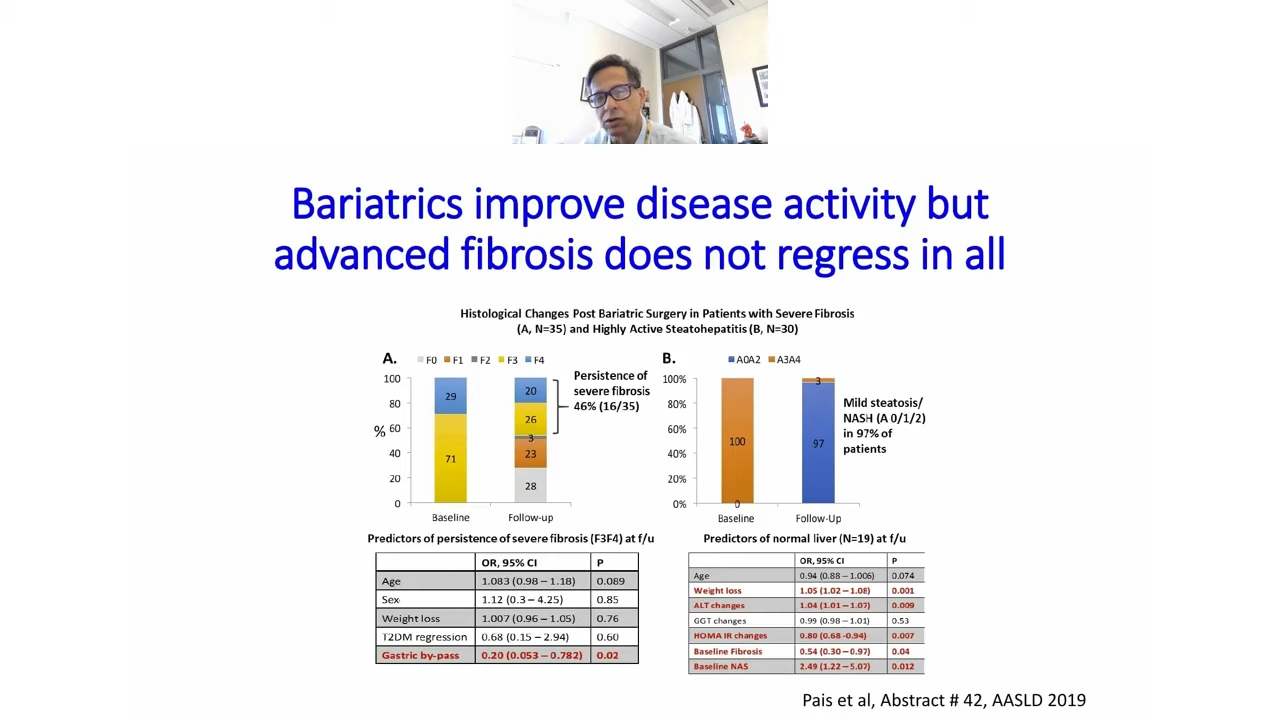 Bariatrics improve disease activity but
advanced fibrosis does not regress in all
Histological Changes Post Bariatric Surgery in Patients with Severe Fibrosis
(A, N=35) and Highly Active Steatohepatitis (B, N=30)
A.
F0 F1 F2 F3 F4
100
80
% 60
40
20
0
29
71
20
26
3
23
28
Baseline Follow-up
Persistence of
severe fibrosis
46% (16/35)
B.
A0A2 A3A4
100%
80%
60%
40%
20%
0%
100
0
3
97
Baseline Follow-Up
Mild steatosis/
NASH (A 0/1/2)
in 97% of
patients
Predictors of persistence of severe fibrosis (F3F4) at f/u
OR, 95% CI P
Age 1.083 (0.98 – 1.18) 0.089
Sex 1.12 (0.3 – 4.25) 0.85
Weight loss 1.007 (0.96 – 1.05) 0.76
T2DM regression 0.68 (0.15 – 2.94) 0.60
Gastric by-pass 0.20 (0.053 – 0.782) 0.02
Predictors of normal liver (N=19) at f/u
OR, 95% CI P
Age 0.94 (0.88 – 1.006) 0.074
Weight loss 1.05 (1.02 – 1.08) 0.001
ALT changes 1.04 (1.01 – 1.07) 0.009
GGT changes 0.99 (0.98 – 1.01) 0.53
HOMA IR changes 0.80 (0.68 -0.94) 0.007
Baseline Fibrosis 0.54 (0.30 – 0.97) 0.04
Baseline NAS 2.49 (1.22 – 5.07) 0.012
Pais et al, Abstract # 42, AASLD 2019